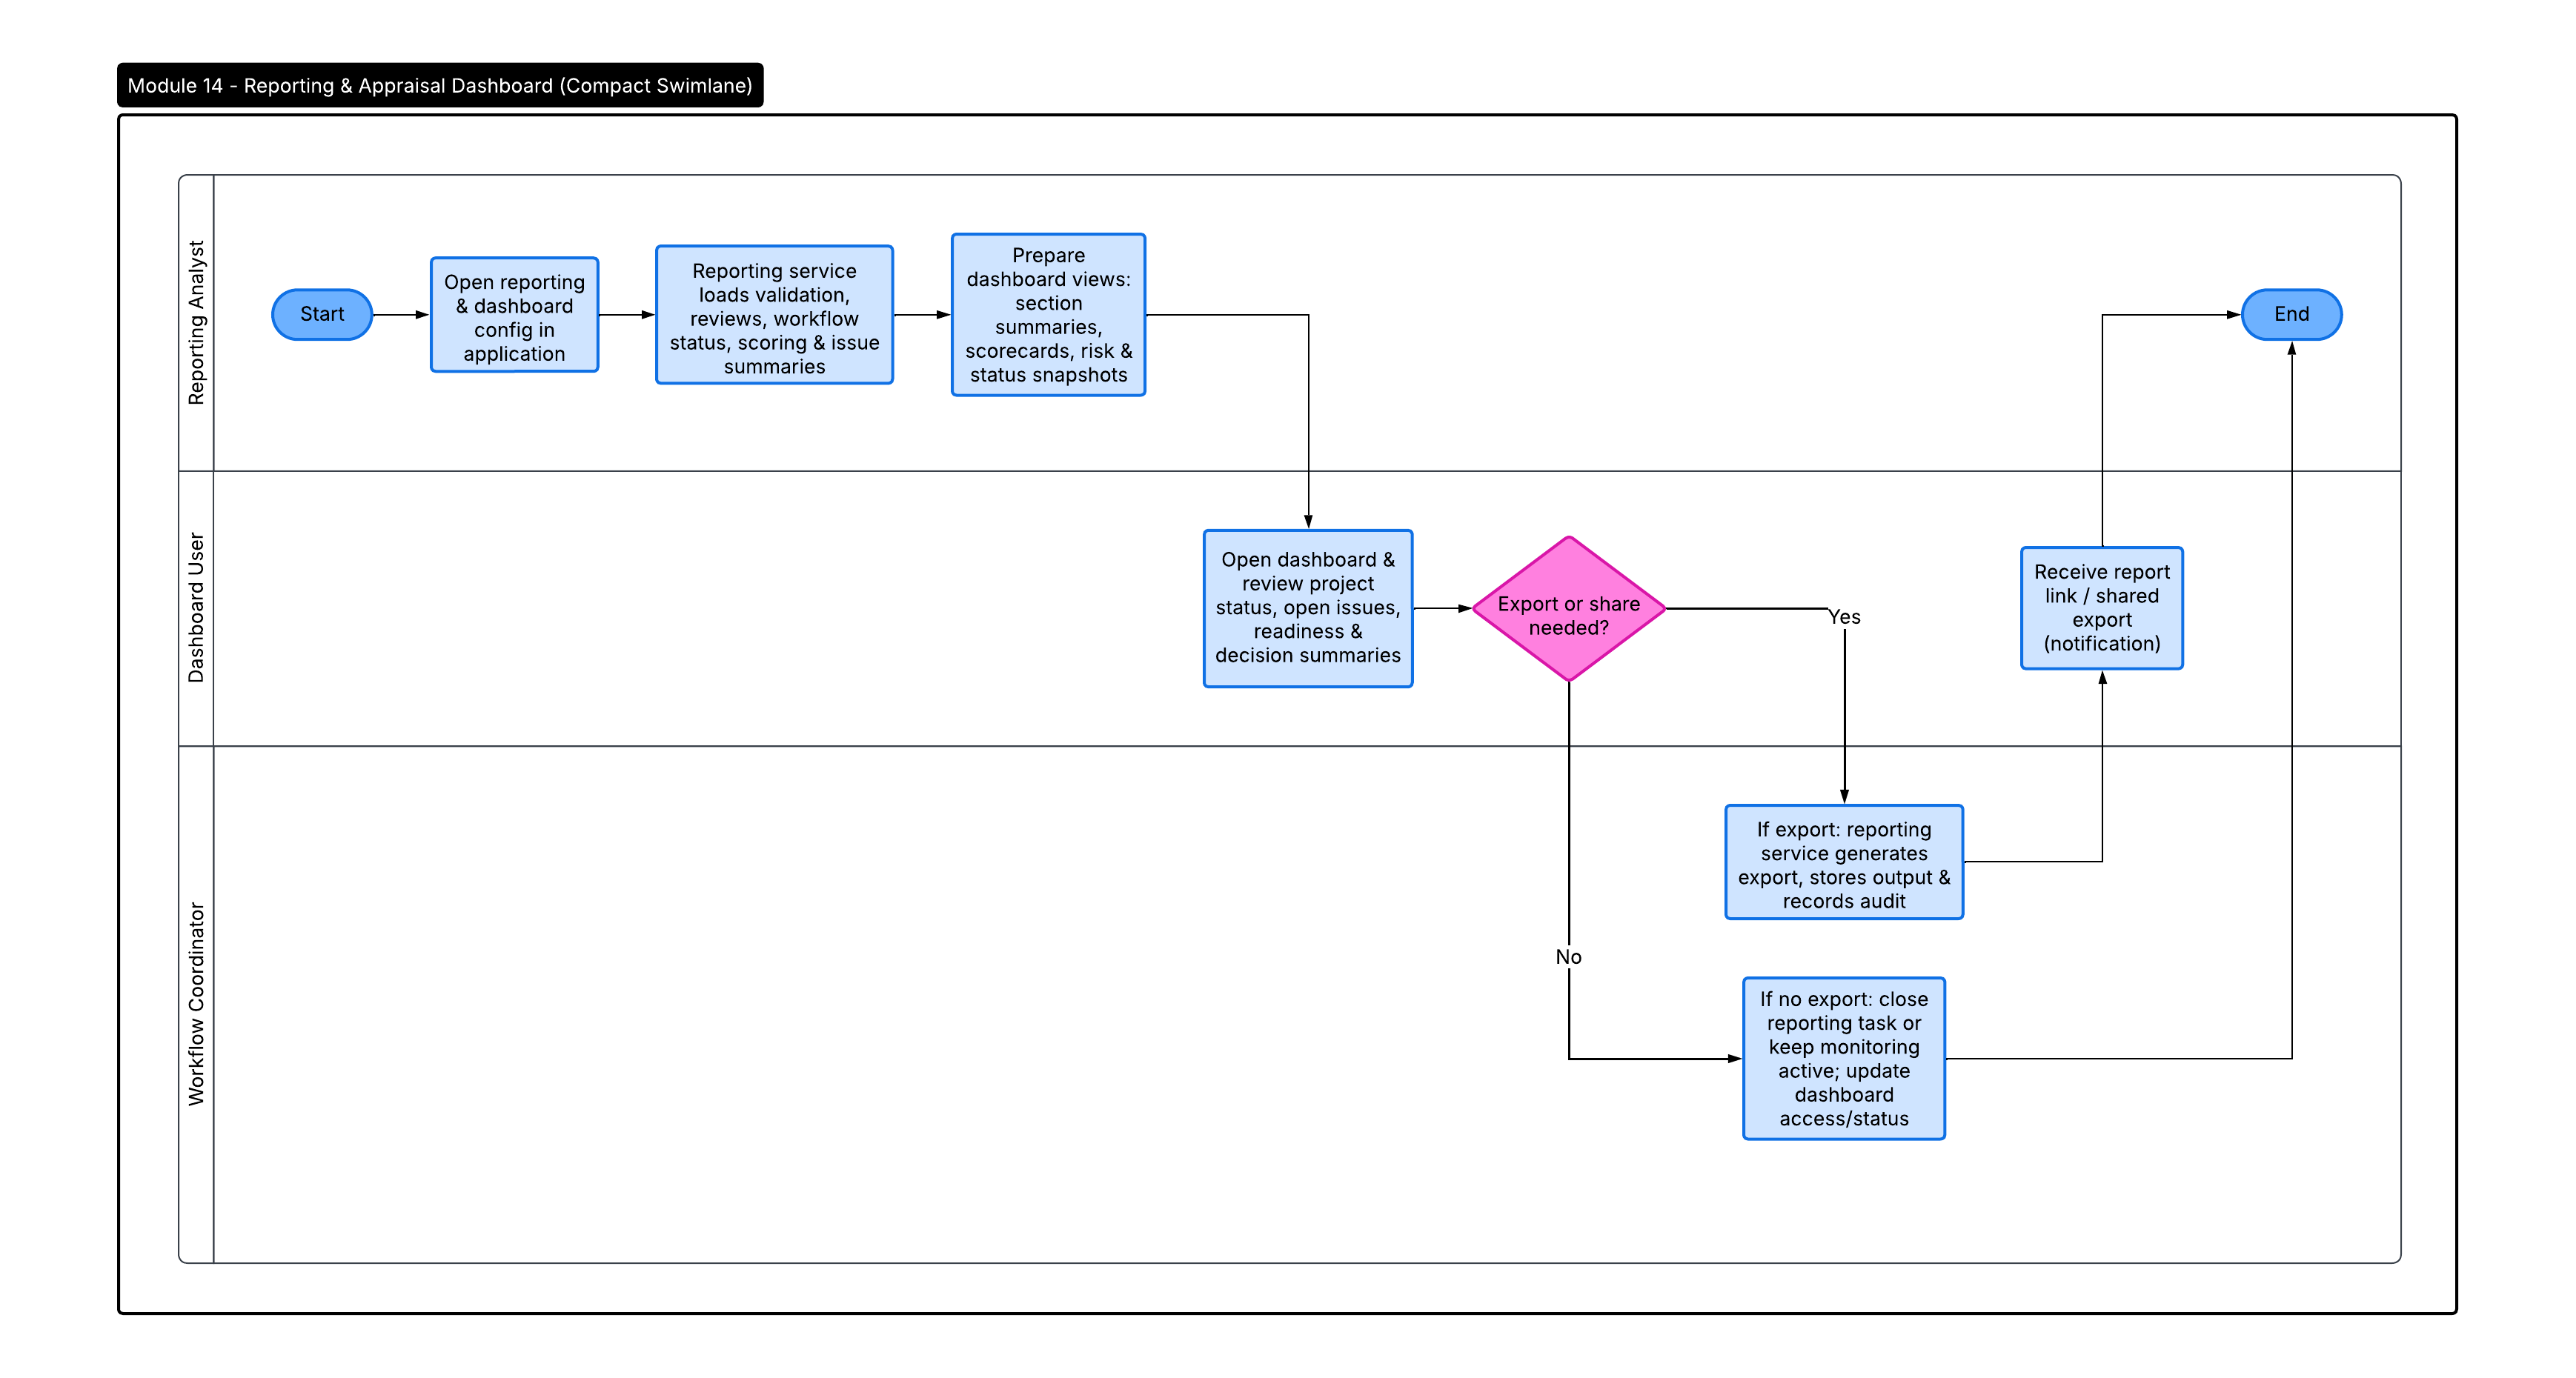 Module 14 - Reporting & Appraisal Dashboard (Compact Swimlane)
Reporting Analyst
Start
Open reporting
& dashboard
config in
application
Reporting service
loads validation,
reviews, workflow
status, scoring & issue
summaries
Prepare
dashboard views:
section
summaries,
scorecards, risk &
status snapshots
End
Dashboard User
Open dashboard &
review project
status, open issues,
readiness &
decision summaries
Export or share
needed?
Yes
Receive report
link / shared
export
(notification)
Workflow Coordinator
If export: reporting
service generates
export, stores output &
records audit
No
If no export: close
reporting task or
keep monitoring
active; update
dashboard
access/status